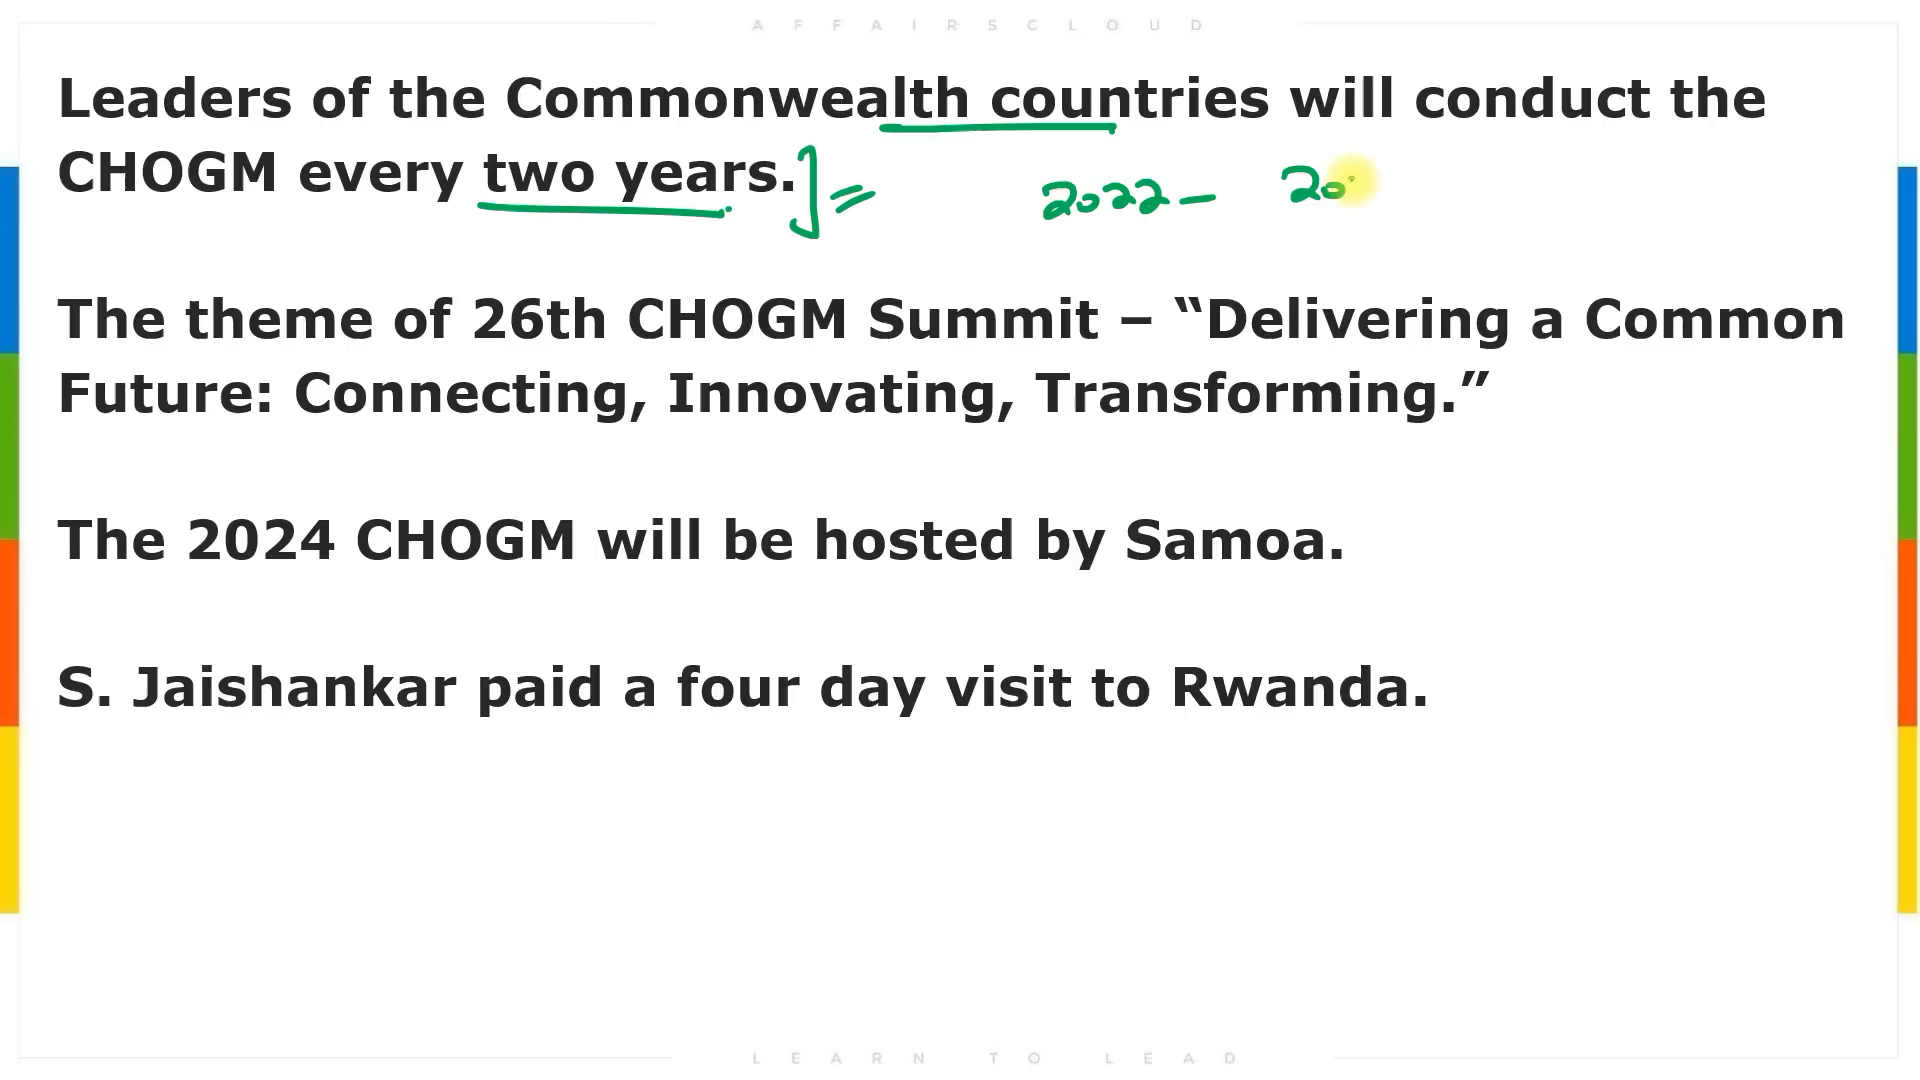 AFFAIRSCLOUD
Leaders of the Commonwealth countries will conduct the
CHOGM every two years.] = 2022 - 20
The theme of 26th CHOGM Summit – “Delivering a Common
Future: Connecting, Innovating, Transforming.”
The 2024 CHOGM will be hosted by Samoa.
S. Jaishankar paid a four day visit to Rwanda.
LEARN TO LEAD